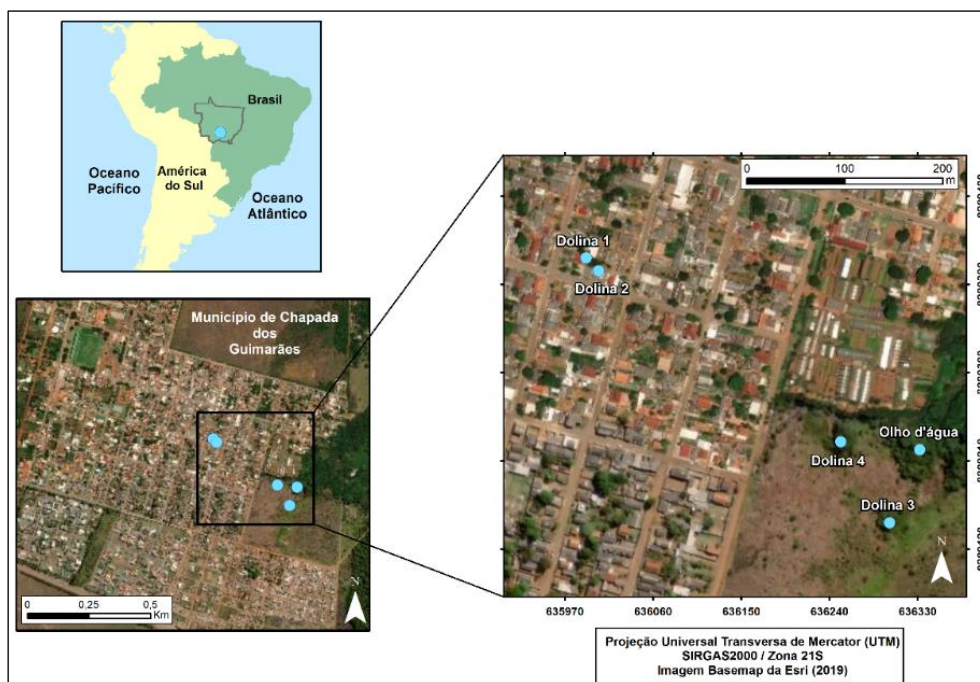 Brasil
Oceano
Pacífico
América
do Sul
Oceano
Atlântico
Município de Chapada
dos
Guimarães
0
0,25
0,5
Km
N
0
100
200
m
Dolina 1
Dolina 2
Olho d'água
Dolina 4
Dolina 3
N
635970
636060
636150
636240
636330
Projeção Universal Transversa de Mercator (UTM)
SIRGAS2000 / Zona 21S
Imagem Basemap da Esri (2019)